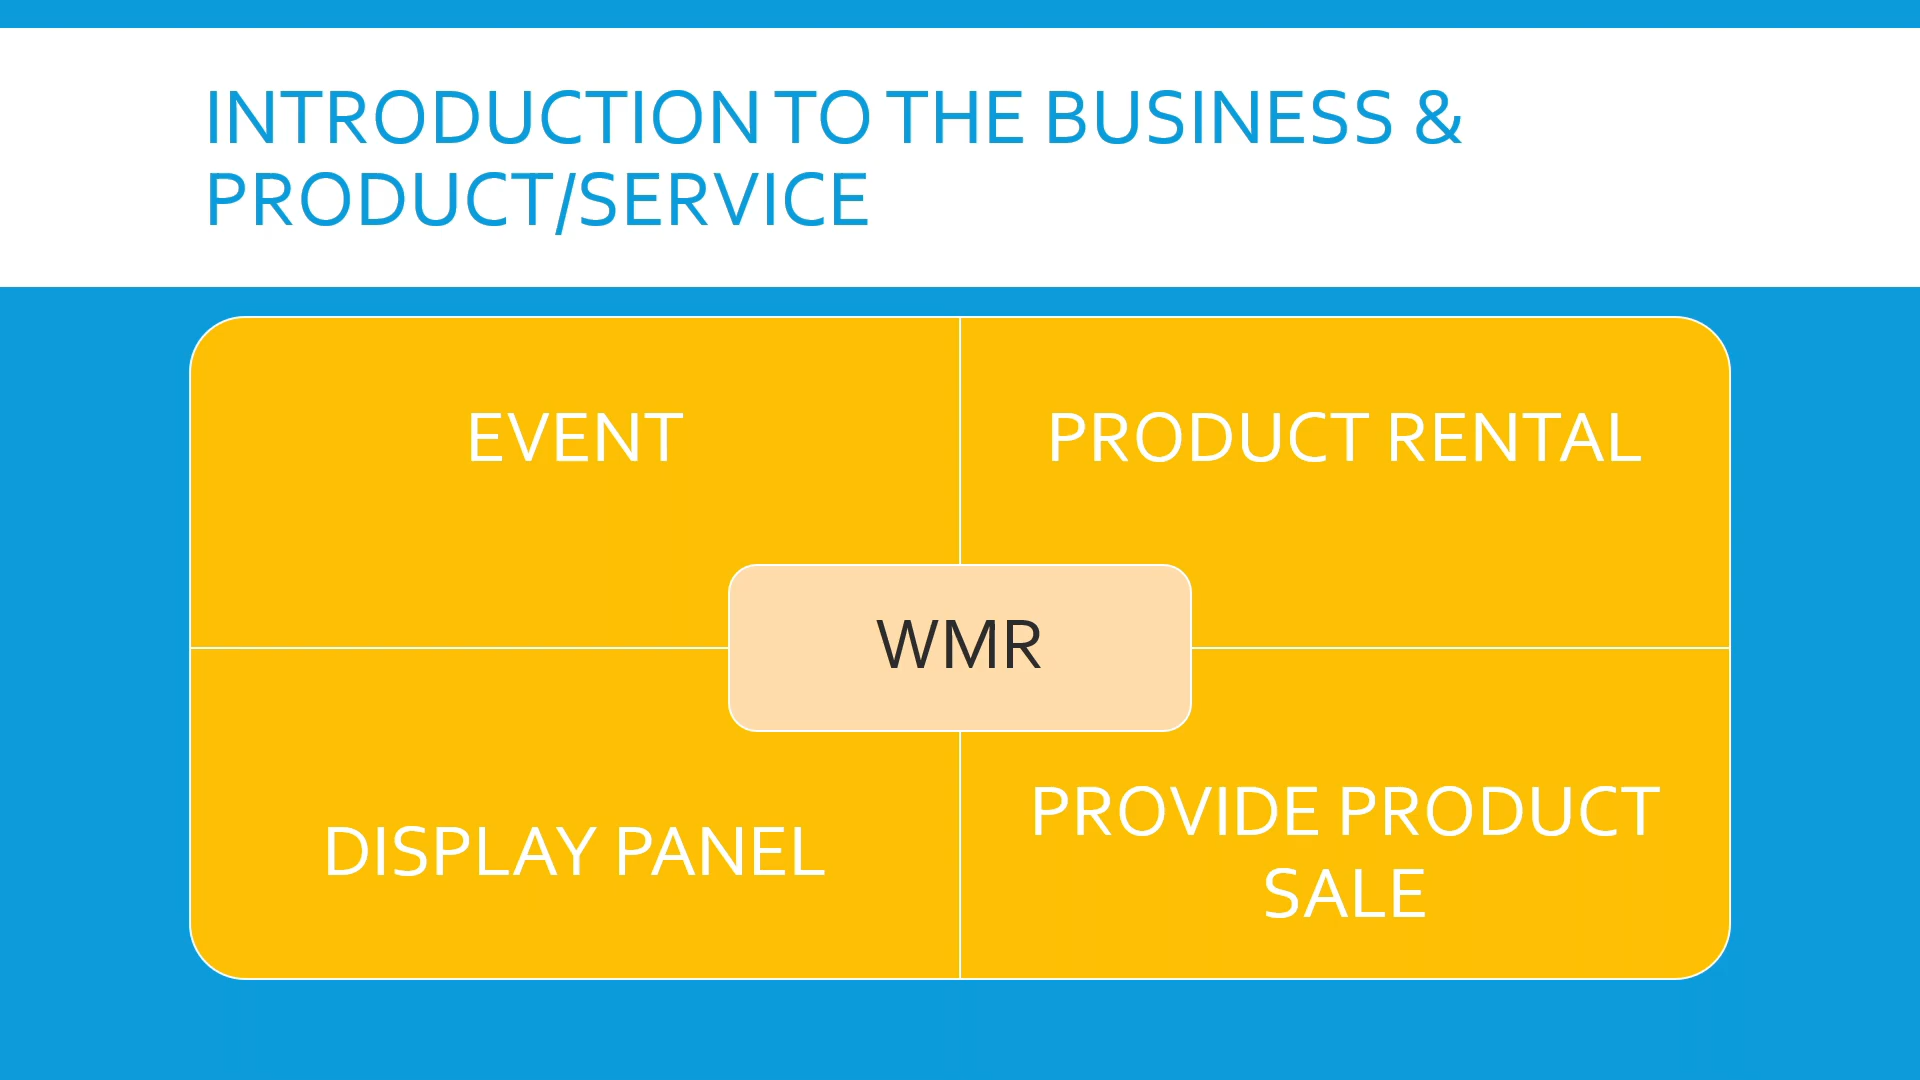 INTRODUCTION TO THE BUSINESS &
PRODUCT/SERVICE
EVENT
PRODUCT RENTAL
WMR
DISPLAY PANEL
PROVIDE PRODUCT
SALE